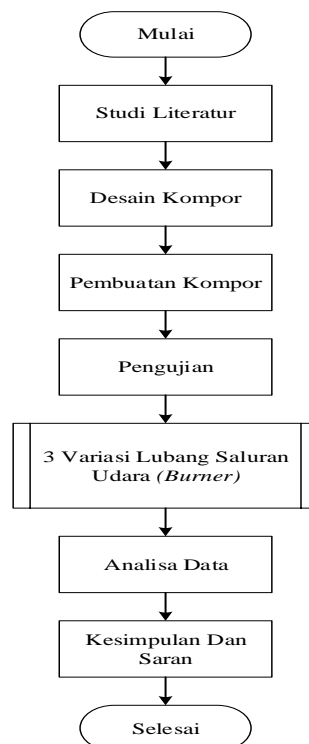 Mulai
Studi Literatur
Desain Kompor
Pembuatan Kompor
Pengujian
3 Variasi Lubang Saluran
Udara (Burner)
Analisa Data
Kesimpulan Dan
Saran
Selesai